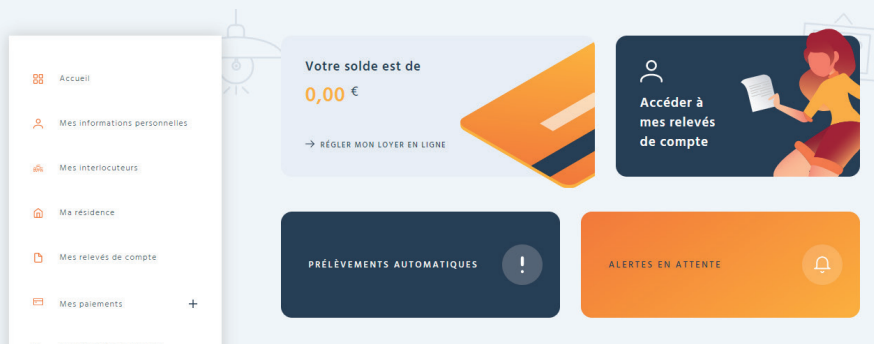 Accueil
Mes informations personnelles
Mes interlocuteurs
Ma résidence
Mes relevés de compte
Mes paiements +
Votre solde est de
0,00 €
→ RÉGLER MON LOYER EN LIGNE
Accéder à
mes relevés
de compte
PRÉLÈVEMENTS AUTOMATIQUES
!
ALERTES EN ATTENTE